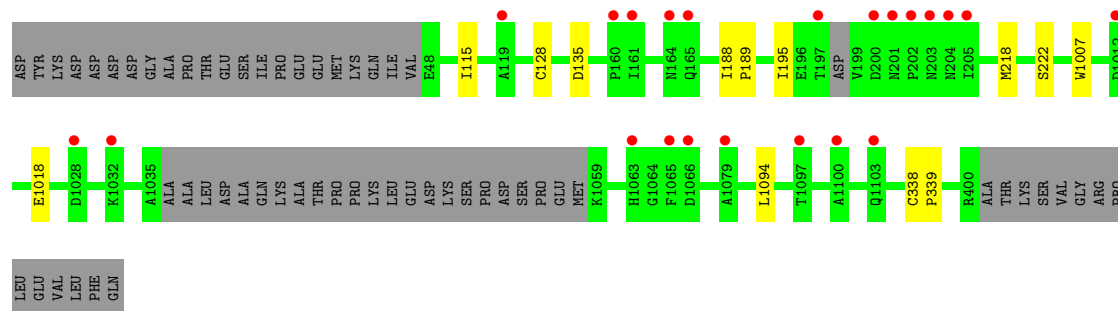 ASP TYR LYS ASP ASP ASP ASP GLY ALA PRO THR GLU SER ILE PRO GLU GLU MET LYS GLN ILE VAL E48 I115 A119 C128 D135 P160 I161 N164 Q165 I188 P189 I195 E196 T197 ASP V199 D200 N201 P202 N203 N204 I205 M218 S222 W1007 D1012
E1018 D1028 K1032 A1035 ALA ALA LEU ASP ALA GLN LYS ALA THR PRO PRO LYS LEU GLU ASP LYS SER PRO ASP SER PRO GLU MET K1059 H1063 G1064 F1065 D1066 A1079 L1094 T1097 A1100 Q1103 C338 P339 R400 ALA THR LYS SER VAL GLY ARG PRO
LEU GLU VAL LEU PHE GLN